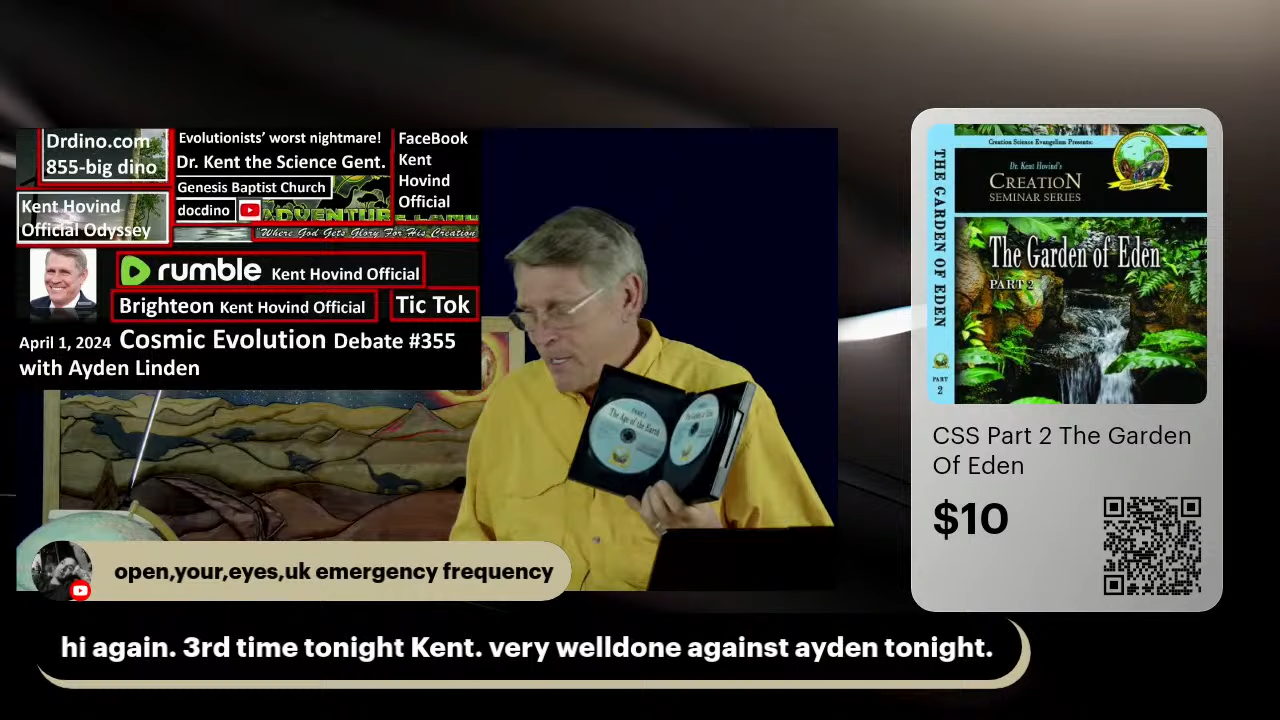 Drdino.com
855-big dino
Evolutionists’ worst nightmare!
Dr. Kent the Science Gent.
Genesis Baptist Church
docdino
ADVENTURE LAND
Where God Gets Glory For His Creation
FaceBook
Kent
Hovind
Official
Kent Hovind
Official Odyssey
rumble Kent Hovind Official
Brighteon Kent Hovind Official
Tic Tok
April 1, 2024 Cosmic Evolution Debate #355
with Ayden Linden
The Age of the Earth
open,your,eyes,uk emergency frequency
hi again. 3rd time tonight Kent. very welldone against ayden tonight.
THE GARDEN OF EDEN
PART
2
Creation Science Evangelism Presents:
Dr. Kent Hovind's
CREATION
SEMINAR SERIES
The Garden of Eden
PART 2
CSS Part 2 The Garden
Of Eden
$10